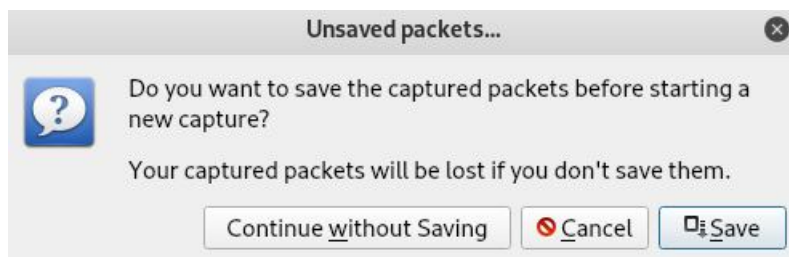 Unsaved packets...
Do you want to save the captured packets before starting a
new capture?
Your captured packets will be lost if you don't save them.
Continue without Saving Cancel Save